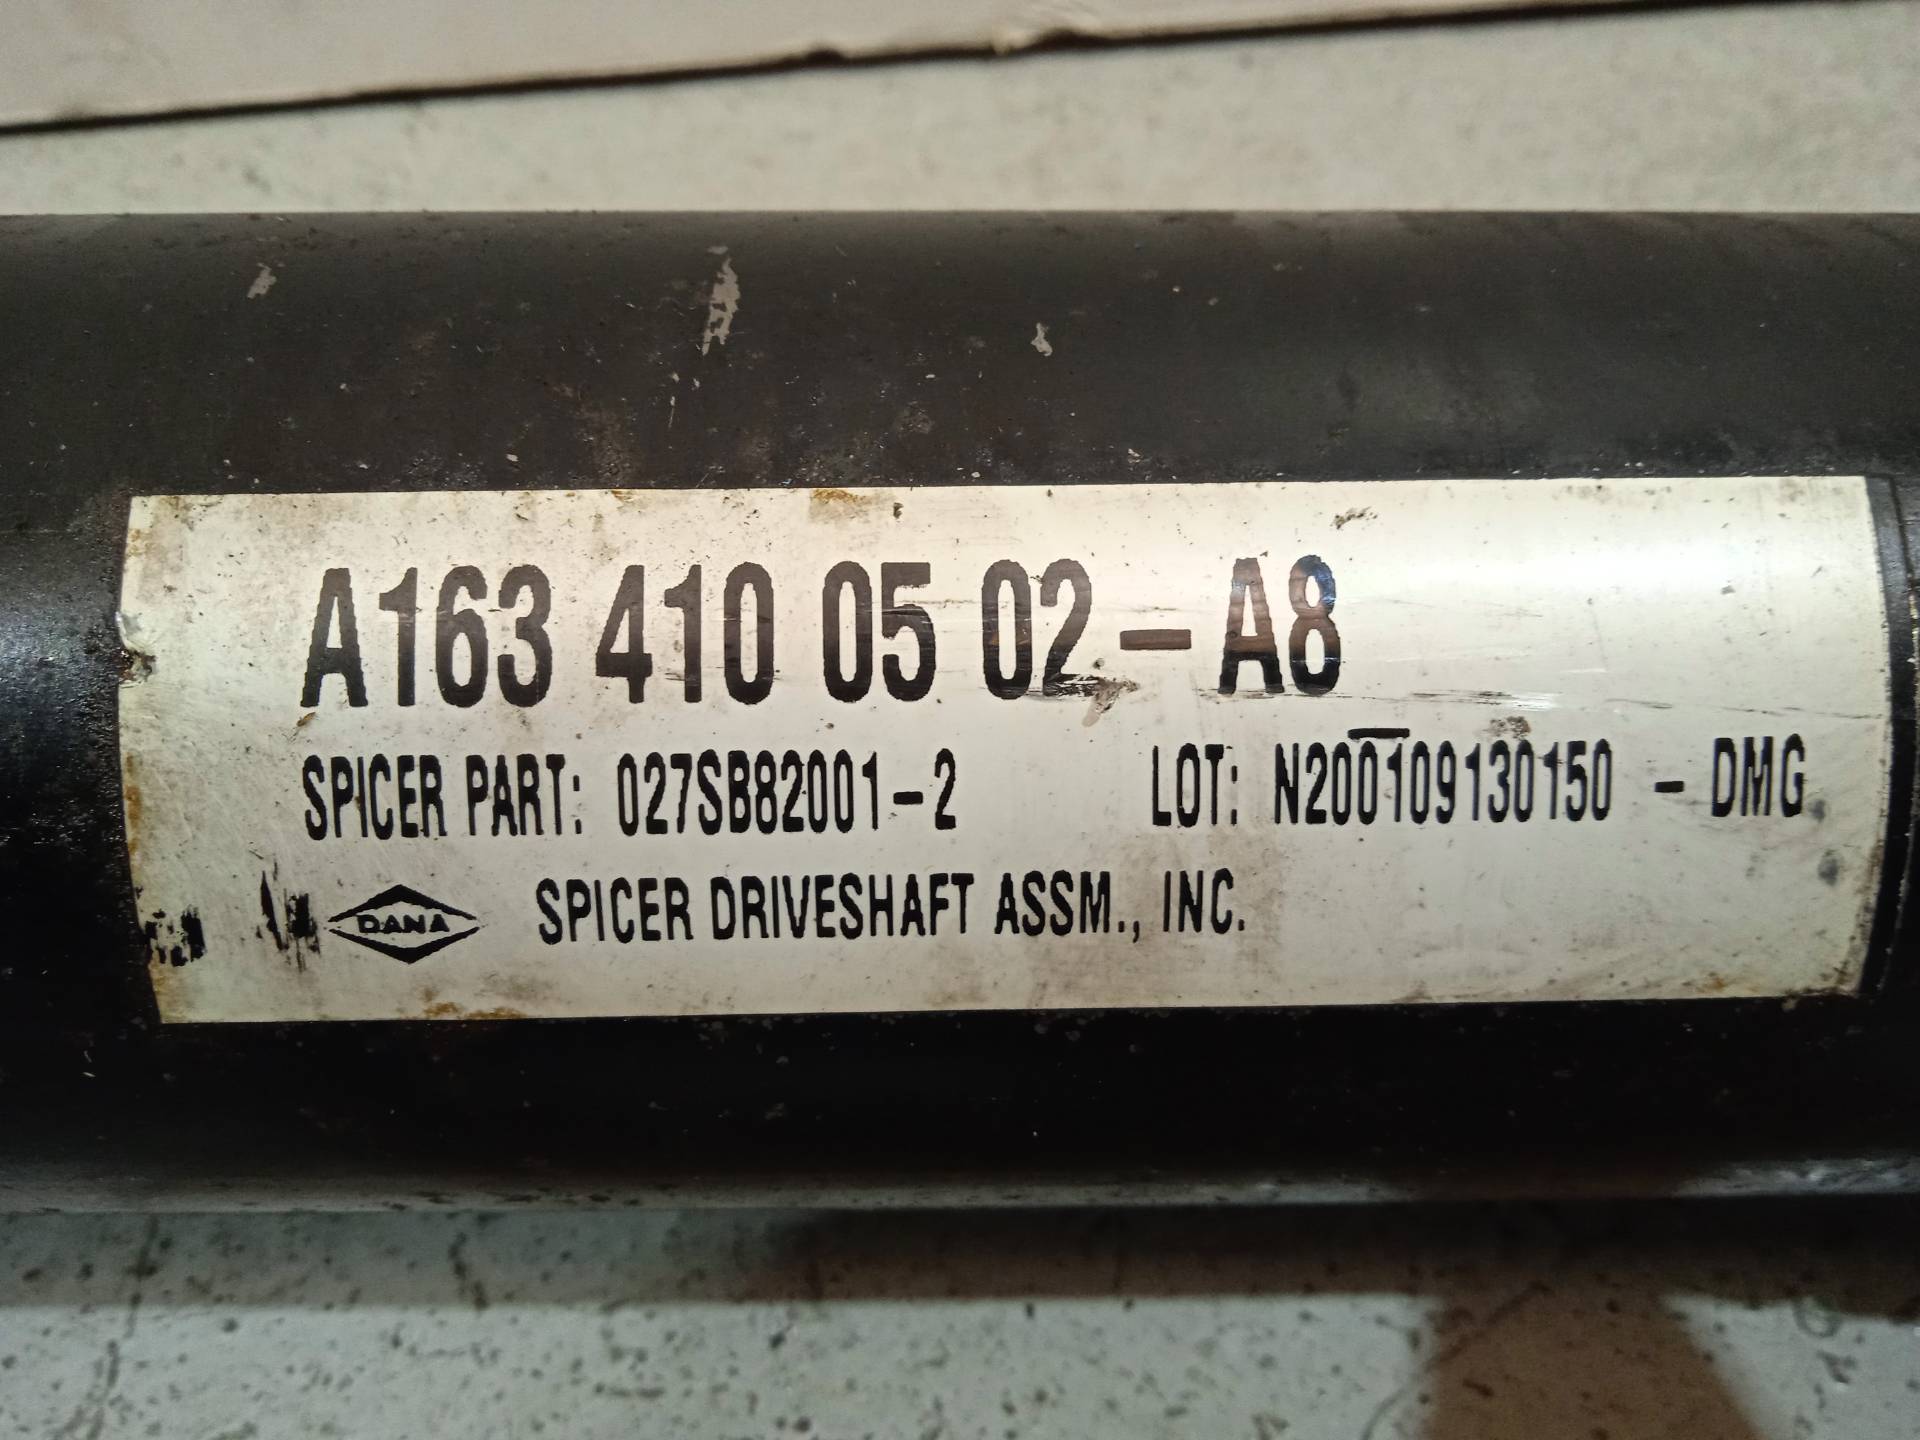 A163 410 05 02-A8
SPICER PART: 027SB82001-2 LOT: N200109130150 - DMG
DANA SPICER DRIVESHAFT ASSM., INC.